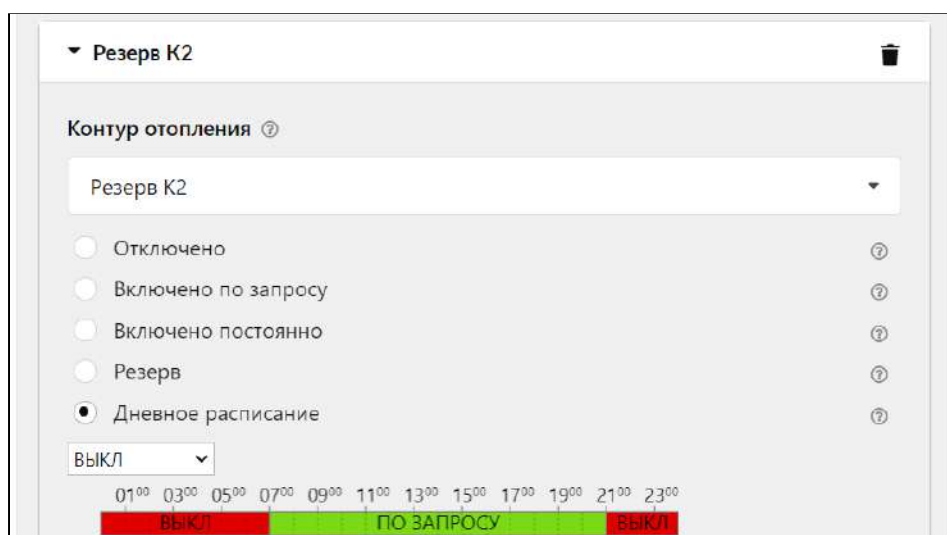 Резерв К2
Контур отопления
Резерв К2
Отключено
Включено по запросу
Включено постоянно
Резерв
Дневное расписание
ВЫКЛ
01⁰⁰ 03⁰⁰ 05⁰⁰ 07⁰⁰ 09⁰⁰ 11⁰⁰ 13⁰⁰ 15⁰⁰ 17⁰⁰ 19⁰⁰ 21⁰⁰ 23⁰⁰
ВЫКЛ ПО ЗАПРОСУ ВЫКЛ